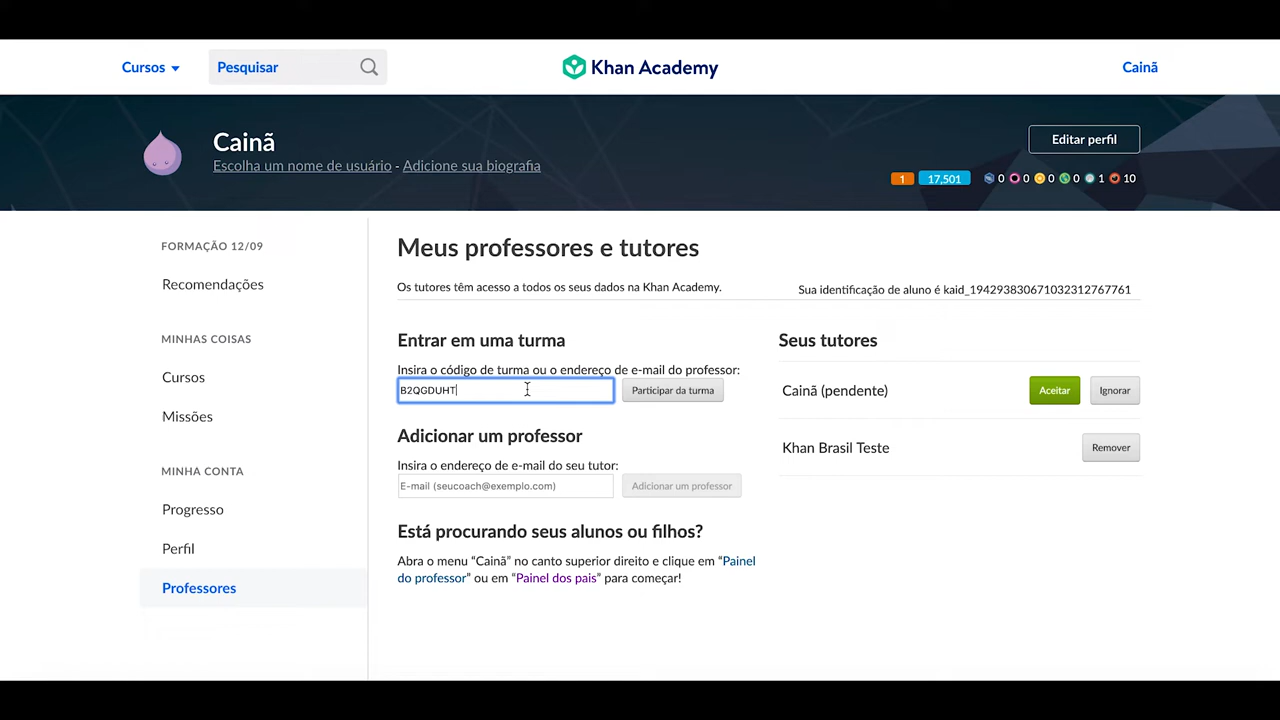 Cursos
Pesquisar
Khan Academy
Cainã
Cainã
Escolha um nome de usuário - Adicione sua biografia
Editar perfil
1 17,501 0 0 0 0 1 10
FORMAÇÃO 12/09
Recomendações
MINHAS COISAS
Cursos
Missões
MINHA CONTA
Progresso
Perfil
Professores
Meus professores e tutores
Os tutores têm acesso a todos os seus dados na Khan Academy.
Sua identificação de aluno é kaid_194293830671032312767761
Entrar em uma turma
Insira o código de turma ou o endereço de e-mail do professor:
B2QGDUHT
Participar da turma
Adicionar um professor
Insira o endereço de e-mail do seu tutor:
E-mail (seucoach@exemplo.com)
Adicionar um professor
Está procurando seus alunos ou filhos?
Abra o menu “Cainã” no canto superior direito e clique em “Painel
do professor” ou em “Painel dos pais” para começar!
Seus tutores
Cainã (pendente)
Aceitar
Ignorar
Khan Brasil Teste
Remover